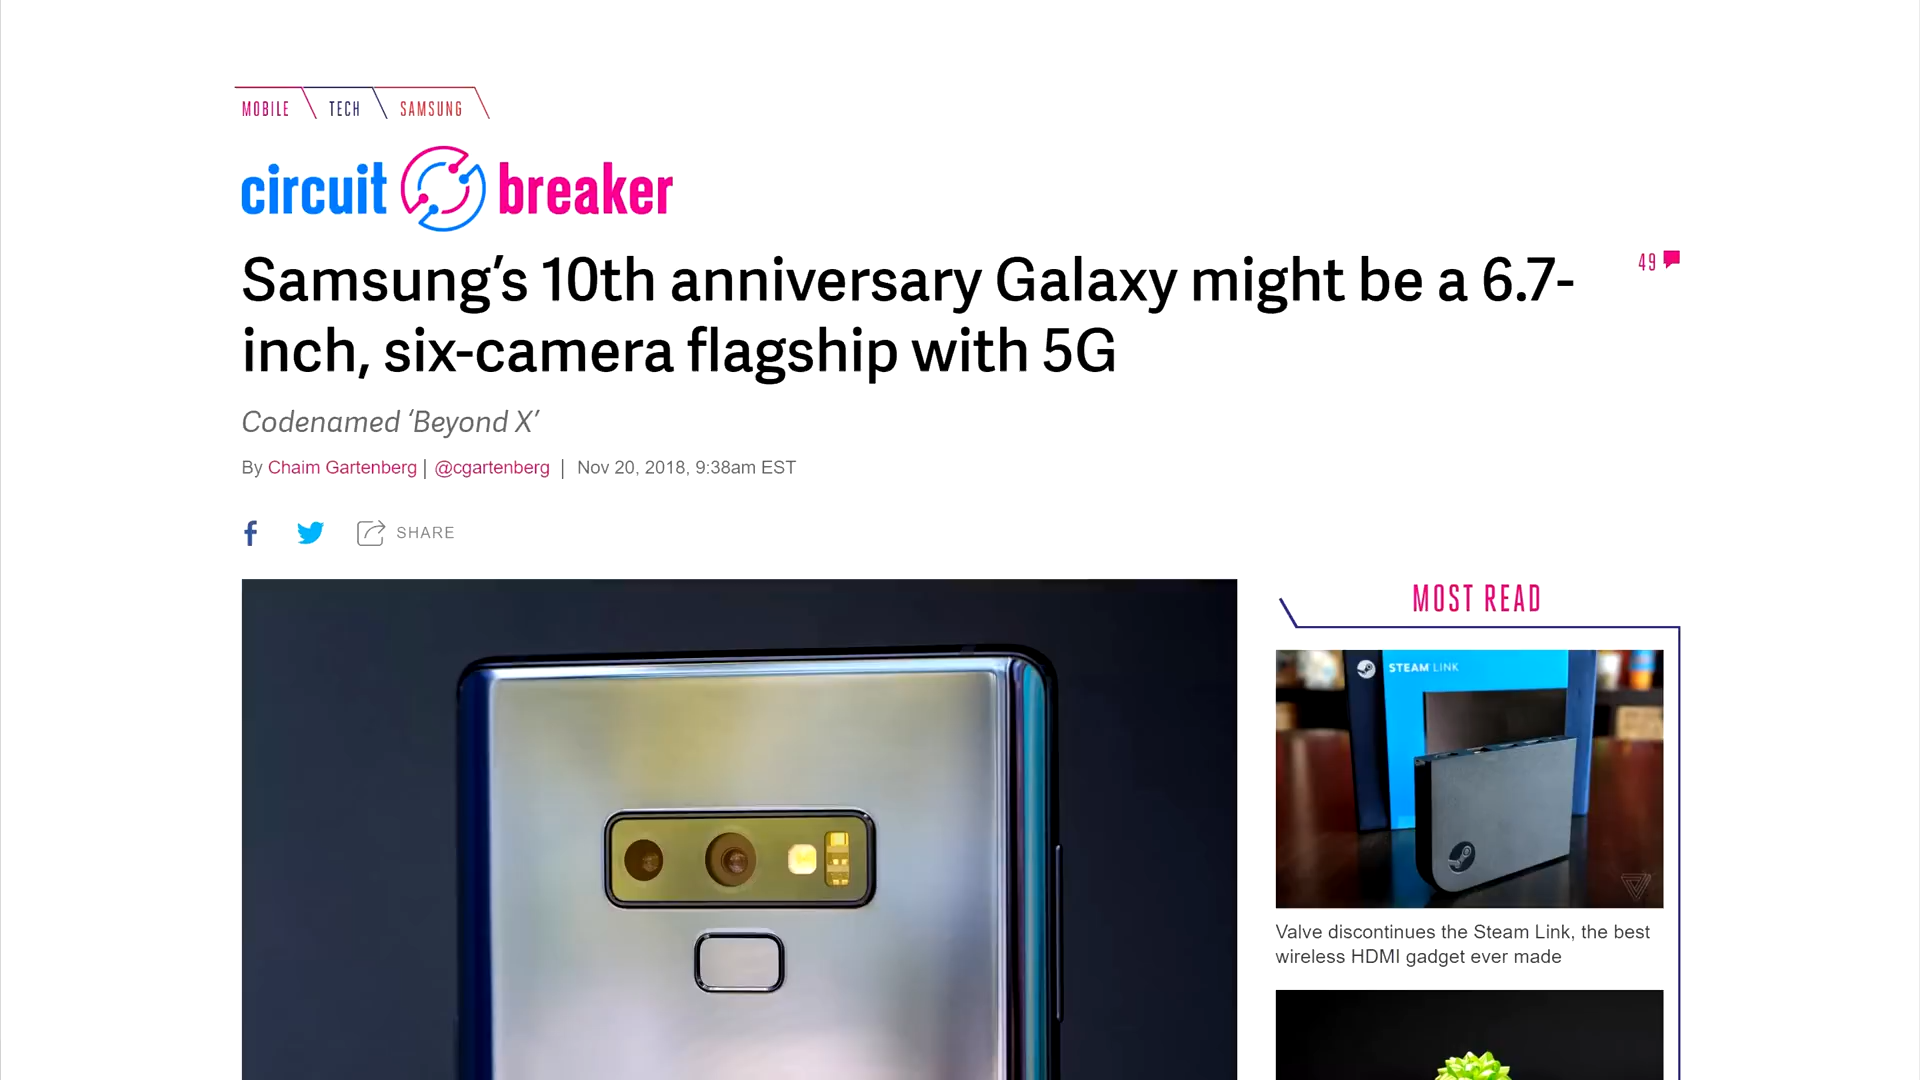 MOBILE TECH SAMSUNG
circuit breaker
Samsung’s 10th anniversary Galaxy might be a 6.7-
inch, six-camera flagship with 5G
49
Codenamed ‘Beyond X’
By Chaim Gartenberg | @cgartenberg | Nov 20, 2018, 9:38am EST
SHARE
MOST READ
STEAM LINK
Valve discontinues the Steam Link, the best
wireless HDMI gadget ever made